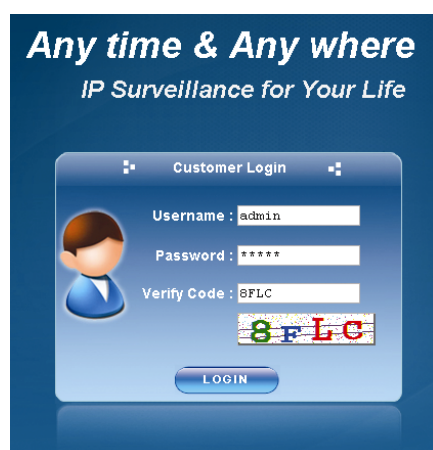 Any time & Any where
IP Surveillance for Your Life
Customer Login
Username : admin
Password : *****
Verify Code : 8FLC
8FLC
LOGIN